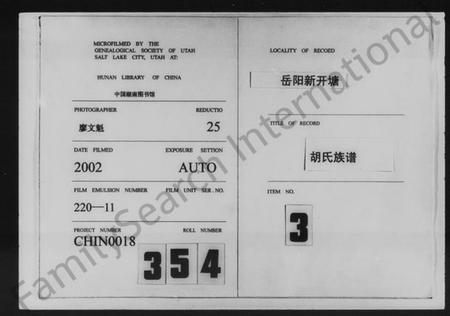 MICROFILMED BY THE
GENEALOGICAL SOCIETY OF UTAH
SALT LAKE CITY, UTAH AT:
HUNAN LIBRARY OF CHINA
中国湖南图书馆
PHOTOGRAPHER REDUCTIO
廖文魁 25
DATE FILMED EXPOSURE SETTION
2002 AUTO
FILM EMULSION NUMBER FILM UNIT SER. NO.
220—11
PROJECT NUMBER ROLL NUMBER
CHIN0018 354
LOCALITY OF RECORD
岳阳新开塘
TITLE OF RECORD
胡氏族谱
ITEM NO.
3
FamilySearch International